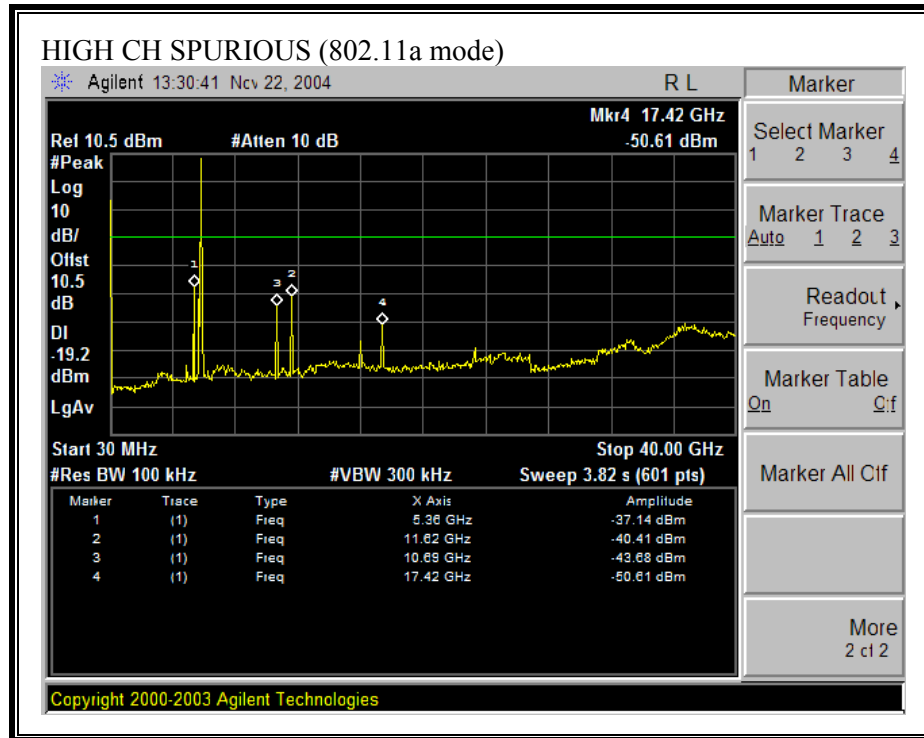 HIGH CH SPURIOUS (802.11a mode)
Agilent 13:30:41 Nov 22, 2004 R L
Mkr4 17.42 GHz
Ref 10.5 dBm #Atten 10 dB -50.61 dBm
#Peak
Log
10
dB/
Offst
10.5
dB
DI
-19.2
dBm
LgAv
1
3
2
4
Start 30 MHz Stop 40.00 GHz
#Res BW 100 kHz #VBW 300 kHz Sweep 3.82 s (601 pts)
Marker Trace Type X Axis Amplitude
1 (1) Freq 5.36 GHz -37.14 dBm
2 (1) Freq 11.62 GHz -40.41 dBm
3 (1) Freq 10.69 GHz -43.68 dBm
4 (1) Freq 17.42 GHz -50.61 dBm
Copyright 2000-2003 Agilent Technologies
Marker
Select Marker
1 2 3 4
Marker Trace
Auto 1 2 3
Readout
Frequency
Marker Table
On Off
Marker All Off
More
2 of 2